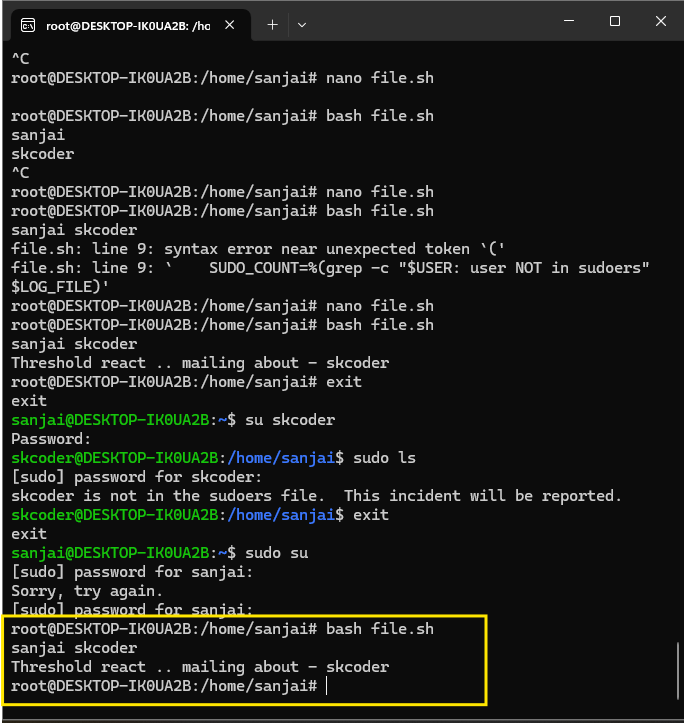 root@DESKTOP-IK0UA2B: /ho
^C
root@DESKTOP-IK0UA2B:/home/sanjai# nano file.sh
root@DESKTOP-IK0UA2B:/home/sanjai# bash file.sh
sanjai
skcoder
^C
root@DESKTOP-IK0UA2B:/home/sanjai# nano file.sh
root@DESKTOP-IK0UA2B:/home/sanjai# bash file.sh
sanjai skcoder
file.sh: line 9: syntax error near unexpected token `('
file.sh: line 9: `    SUDO_COUNT=%(grep -c "$USER: user NOT in sudoers"
$LOG_FILE)'
root@DESKTOP-IK0UA2B:/home/sanjai# nano file.sh
root@DESKTOP-IK0UA2B:/home/sanjai# bash file.sh
sanjai skcoder
Threshold react .. mailing about - skcoder
root@DESKTOP-IK0UA2B:/home/sanjai# exit
exit
sanjai@DESKTOP-IK0UA2B:~$ su skcoder
Password:
skcoder@DESKTOP-IK0UA2B:/home/sanjai$ sudo ls
[sudo] password for skcoder:
skcoder is not in the sudoers file.  This incident will be reported.
skcoder@DESKTOP-IK0UA2B:/home/sanjai$ exit
exit
sanjai@DESKTOP-IK0UA2B:~$ sudo su
[sudo] password for sanjai:
Sorry, try again.
[sudo] password for sanjai:
root@DESKTOP-IK0UA2B:/home/sanjai# bash file.sh
sanjai skcoder
Threshold react .. mailing about - skcoder
root@DESKTOP-IK0UA2B:/home/sanjai#